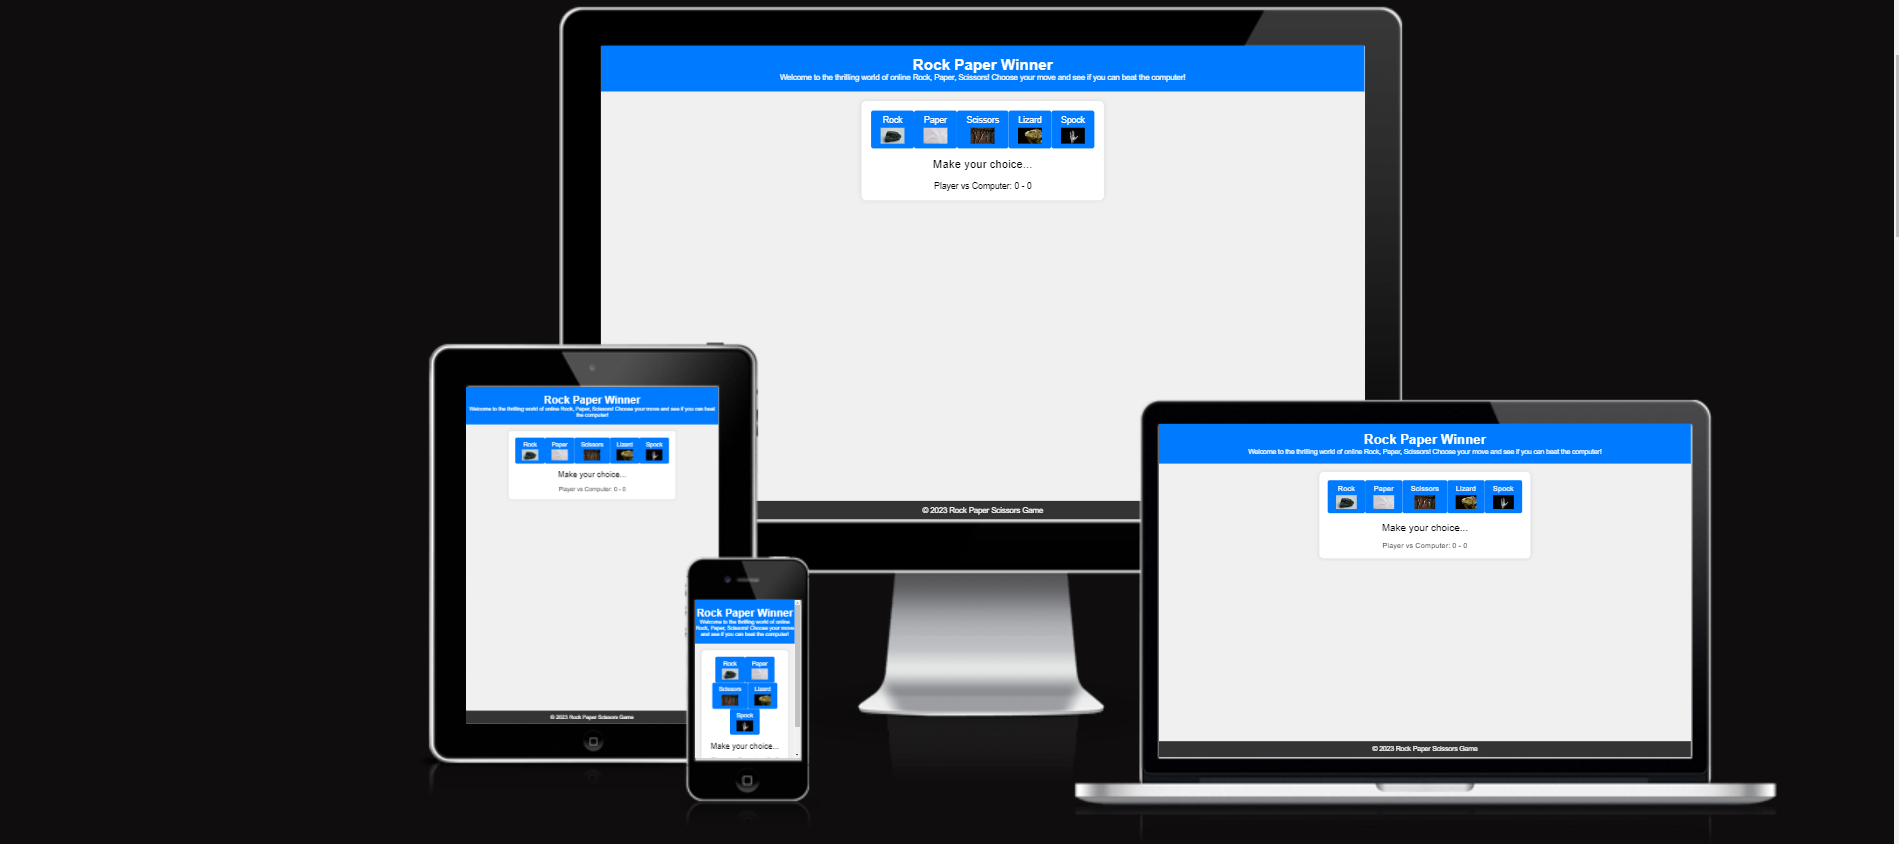 Rock Paper Winner
Welcome to the thrilling world of online Rock, Paper, Scissors! Choose your move and see if you can beat the computer!
Rock Paper Scissors Lizard Spock
Make your choice...
Player vs Computer: 0 - 0
© 2023 Rock Paper Scissors Game
Rock Paper Winner
Welcome to the thrilling world of online Rock, Paper, Scissors! Choose your move and see if you can beat
the computer!
Rock Paper Scissors Lizard Spock
Make your choice...
Player vs Computer: 0 - 0
© 2023 Rock Paper Scissors Game
Rock Paper Winner
Welcome to the thrilling world of online
Rock, Paper, Scissors! Choose your move
and see if you can beat the computer!
Rock Paper
Scissors Lizard
Spock
Make your choice...
Rock Paper Winner
Welcome to the thrilling world of online Rock, Paper, Scissors! Choose your move and see if you can beat the computer!
Rock Paper Scissors Lizard Spock
Make your choice...
Player vs Computer: 0 - 0
© 2023 Rock Paper Scissors Game